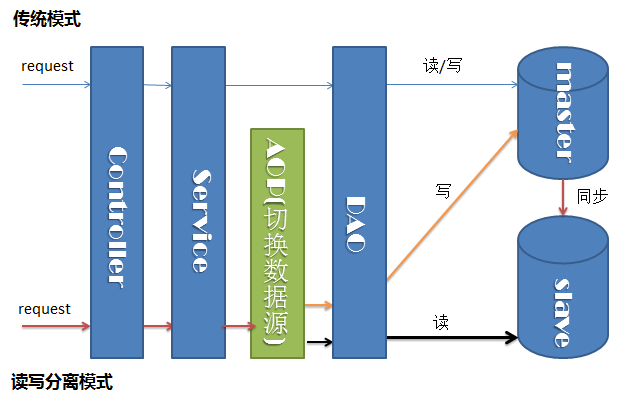 传统模式
request
读/写
master
Controller
Service
AOP(切换数据源)
DAO
写
同步
request
读
slave
读写分离模式